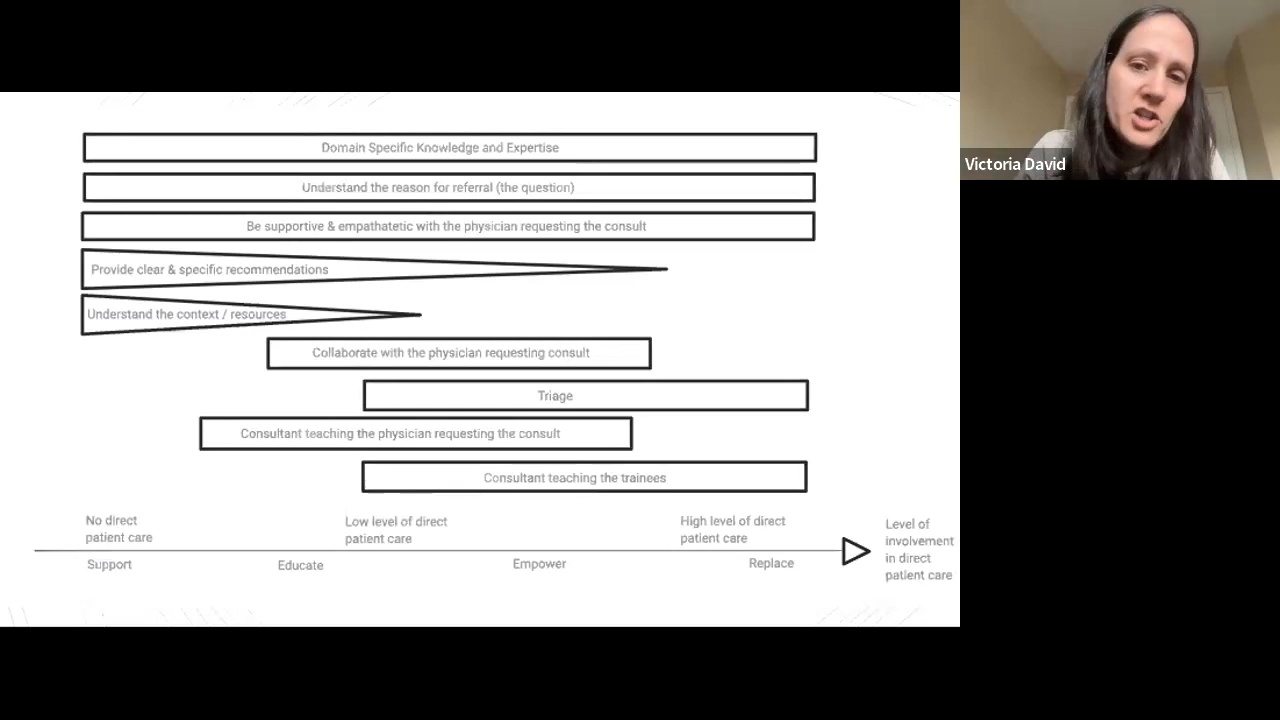 Domain Specific Knowledge and Expertise
Understand the reason for referral (the question)
Be supportive & empathatetic with the physician requesting the consult
Provide clear & specific recommendations
Understand the context / resources
Collaborate with the physician requesting consult
Triage
Consultant teaching the physician requesting the consult
Consultant teaching the trainees
No direct
patient care
Low level of direct
patient care
High level of direct
patient care
Level of
involvement
in direct
patient care
Support
Educate
Empower
Replace
Victoria David